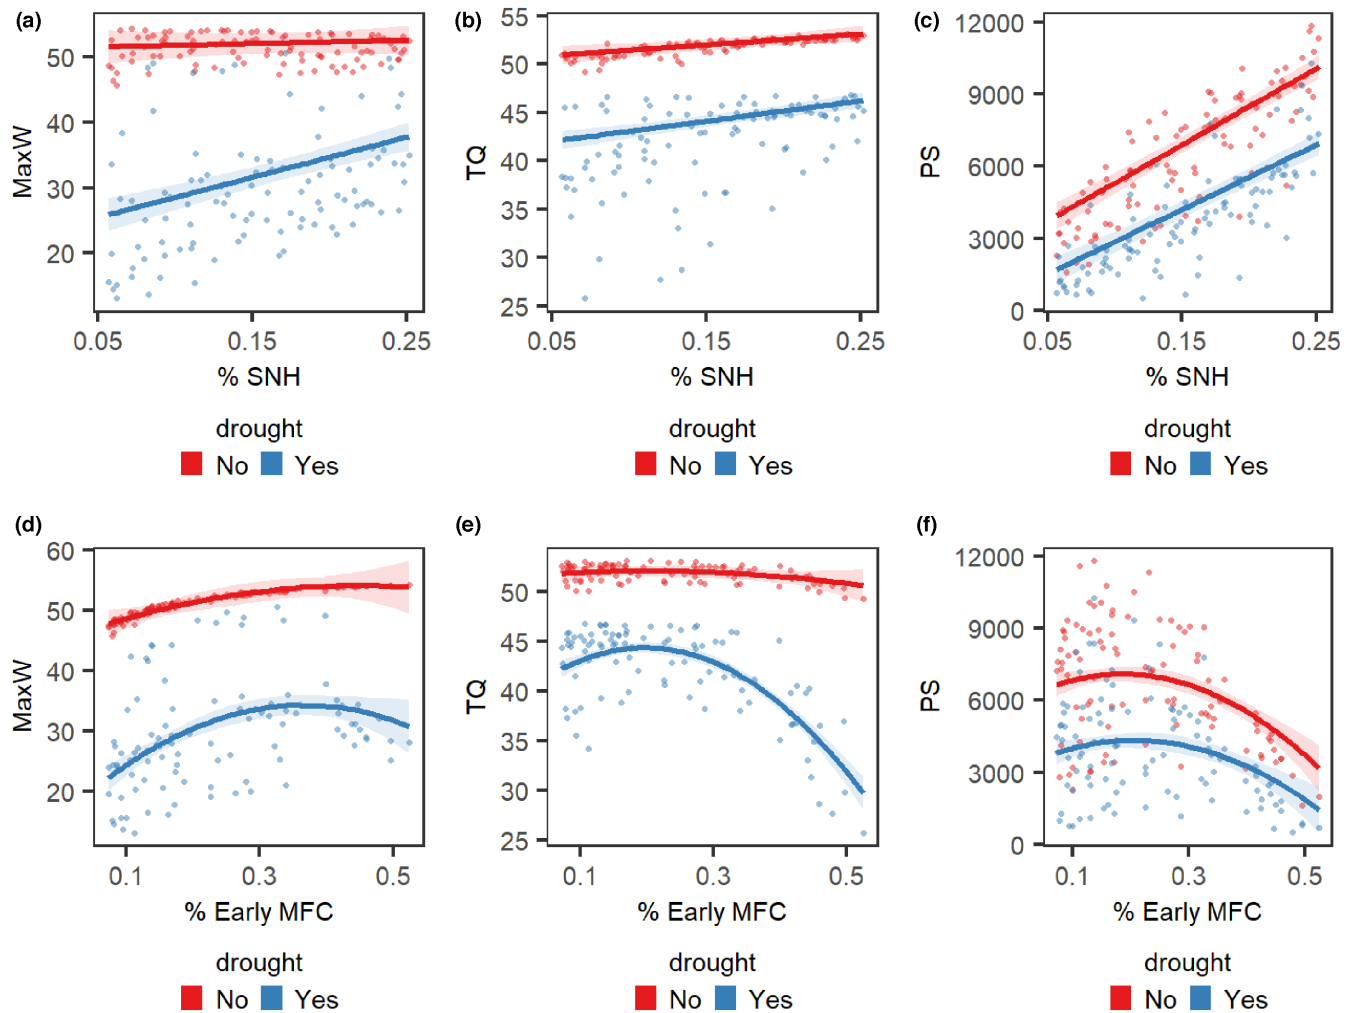 (a)
50
40
30
20
MaxW
0.05 0.15 0.25
% SNH
drought
No Yes
(b)
55
50
45
40
35
30
25
TQ
0.05 0.15 0.25
% SNH
drought
No Yes
(c)
12000
9000
6000
3000
0
PS
0.05 0.15 0.25
% SNH
drought
No Yes
(d)
60
50
40
30
20
MaxW
0.1 0.3 0.5
% Early MFC
drought
No Yes
(e)
50
45
40
35
30
25
TQ
0.1 0.3 0.5
% Early MFC
drought
No Yes
(f)
12000
9000
6000
3000
0
PS
0.1 0.3 0.5
% Early MFC
drought
No Yes